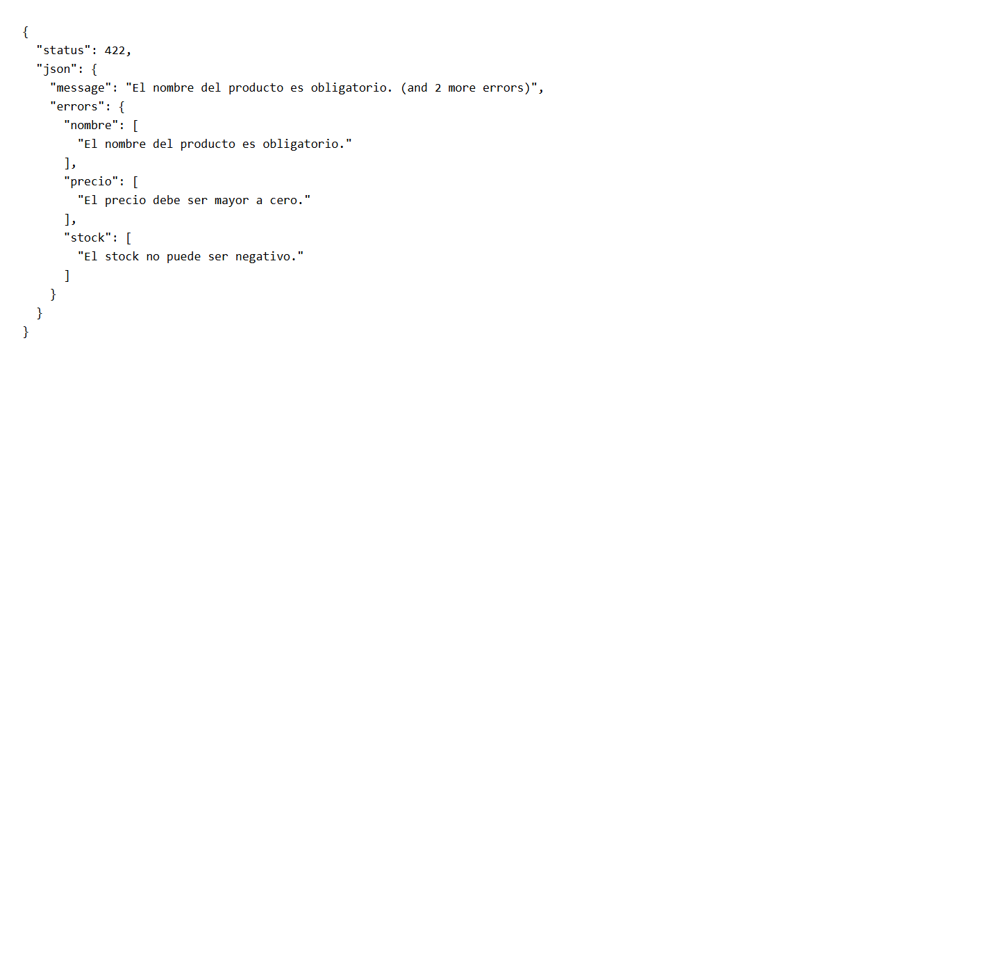 {
  "status": 422,
  "json": {
    "message": "El nombre del producto es obligatorio. (and 2 more errors)",
    "errors": {
      "nombre": [
        "El nombre del producto es obligatorio."
      ],
      "precio": [
        "El precio debe ser mayor a cero."
      ],
      "stock": [
        "El stock no puede ser negativo."
      ]
    }
  }
}